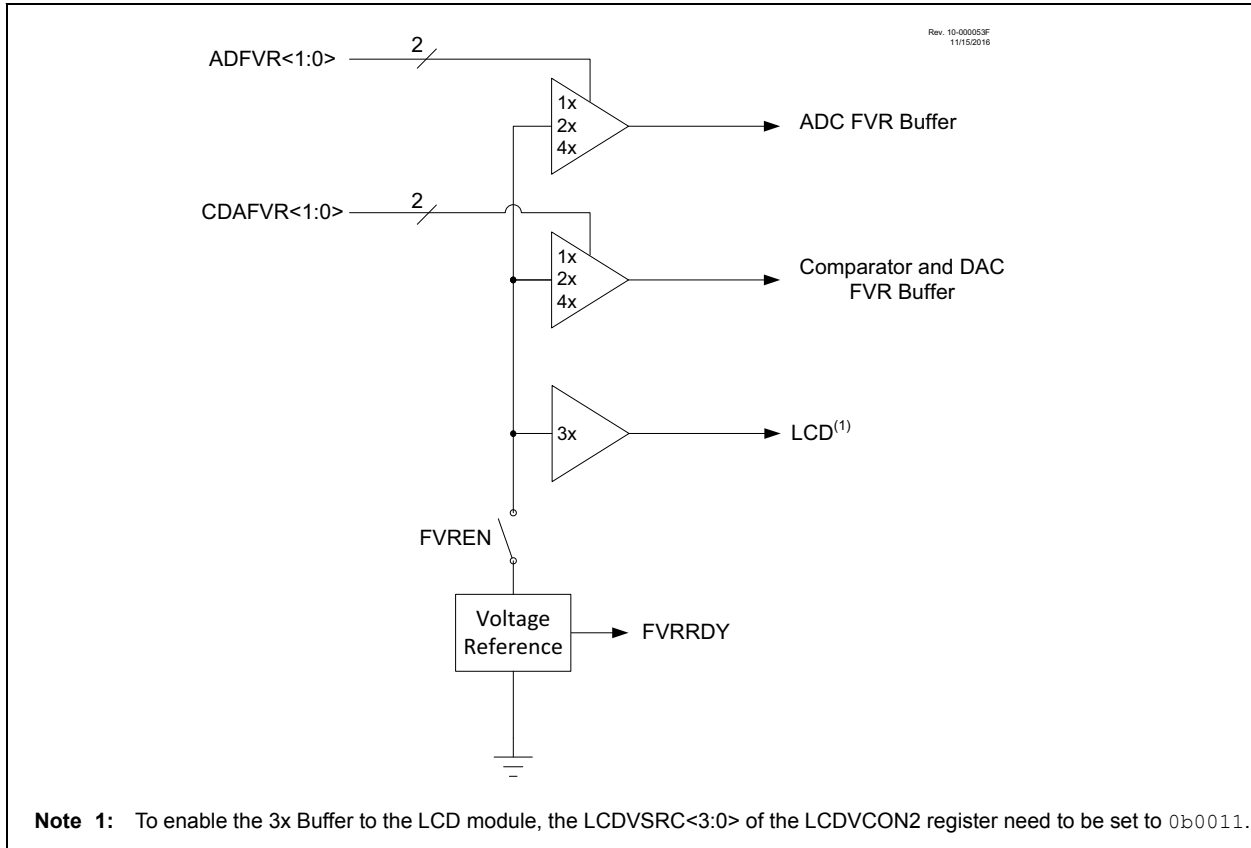 Rev. 10-000053F
11/15/2016
ADFVR<1:0>
2
1x
2x
4x
ADC FVR Buffer
CDAFVR<1:0>
2
1x
2x
4x
Comparator and DAC
FVR Buffer
3x
LCD(1)
FVREN
Voltage
Reference
FVRRDY
Note 1: To enable the 3x Buffer to the LCD module, the LCDVSRC<3:0> of the LCDVCON2 register need to be set to 0b0011.